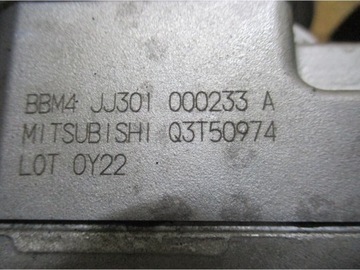 BBM4 JJ301 000233 A
MITSUBISHI Q3T50974
LOT 0Y22